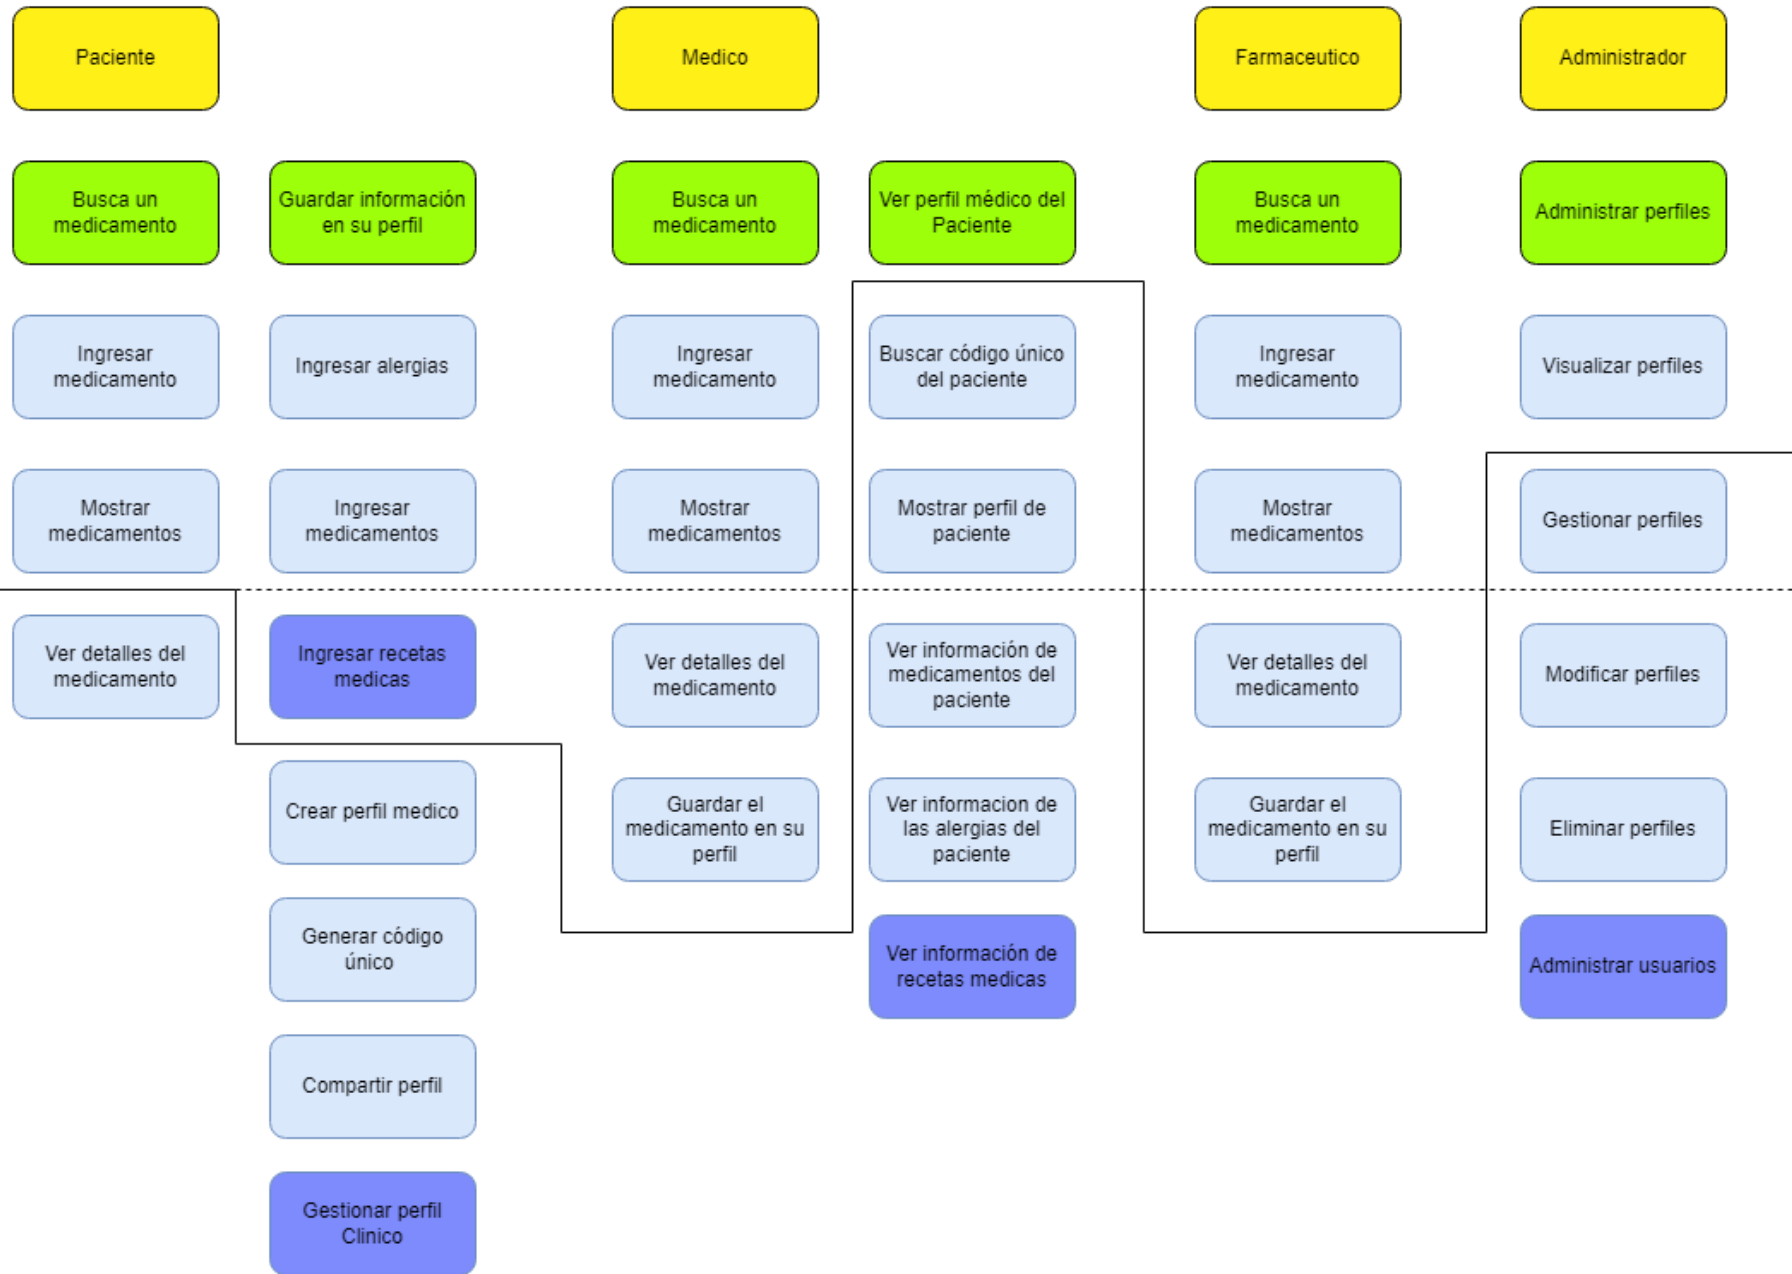 Paciente
Medico
Farmaceutico
Administrador
Busca un
medicamento
Guardar información
en su perfil
Busca un
medicamento
Ver perfil médico del
Paciente
Busca un
medicamento
Administrar perfiles
Ingresar
medicamento
Ingresar alergias
Ingresar
medicamento
Buscar código único
del paciente
Ingresar
medicamento
Visualizar perfiles
Mostrar
medicamentos
Ingresar
medicamentos
Mostrar
medicamentos
Mostrar perfil de
paciente
Mostrar
medicamentos
Gestionar perfiles
Ver detalles del
medicamento
Ingresar recetas
medicas
Ver detalles del
medicamento
Ver información de
medicamentos del
paciente
Ver detalles del
medicamento
Modificar perfiles
Crear perfil medico
Guardar el
medicamento en su
perfil
Ver informacion de
las alergias del
paciente
Guardar el
medicamento en su
perfil
Eliminar perfiles
Generar código
único
Ver información de
recetas medicas
Administrar usuarios
Compartir perfil
Gestionar perfil
Clinico